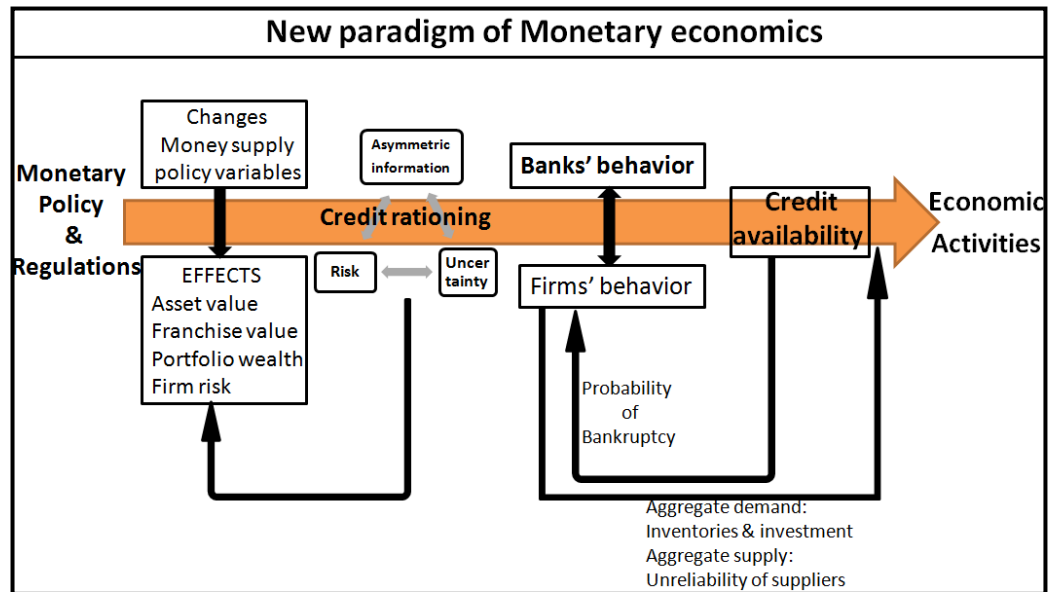 New paradigm of Monetary economics
Monetary
Policy
&
Regulations
Changes
Money supply
policy variables
EFFECTS
Asset value
Franchise value
Portfolio wealth
Firm risk
Credit rationing
Asymmetric
information
Risk
Uncer
tainty
Banks’ behavior
Firms’ behavior
Probability
of
Bankruptcy
Credit
availability
Economic
Activities
Aggregate demand:
Inventories & investment
Aggregate supply:
Unreliability of suppliers